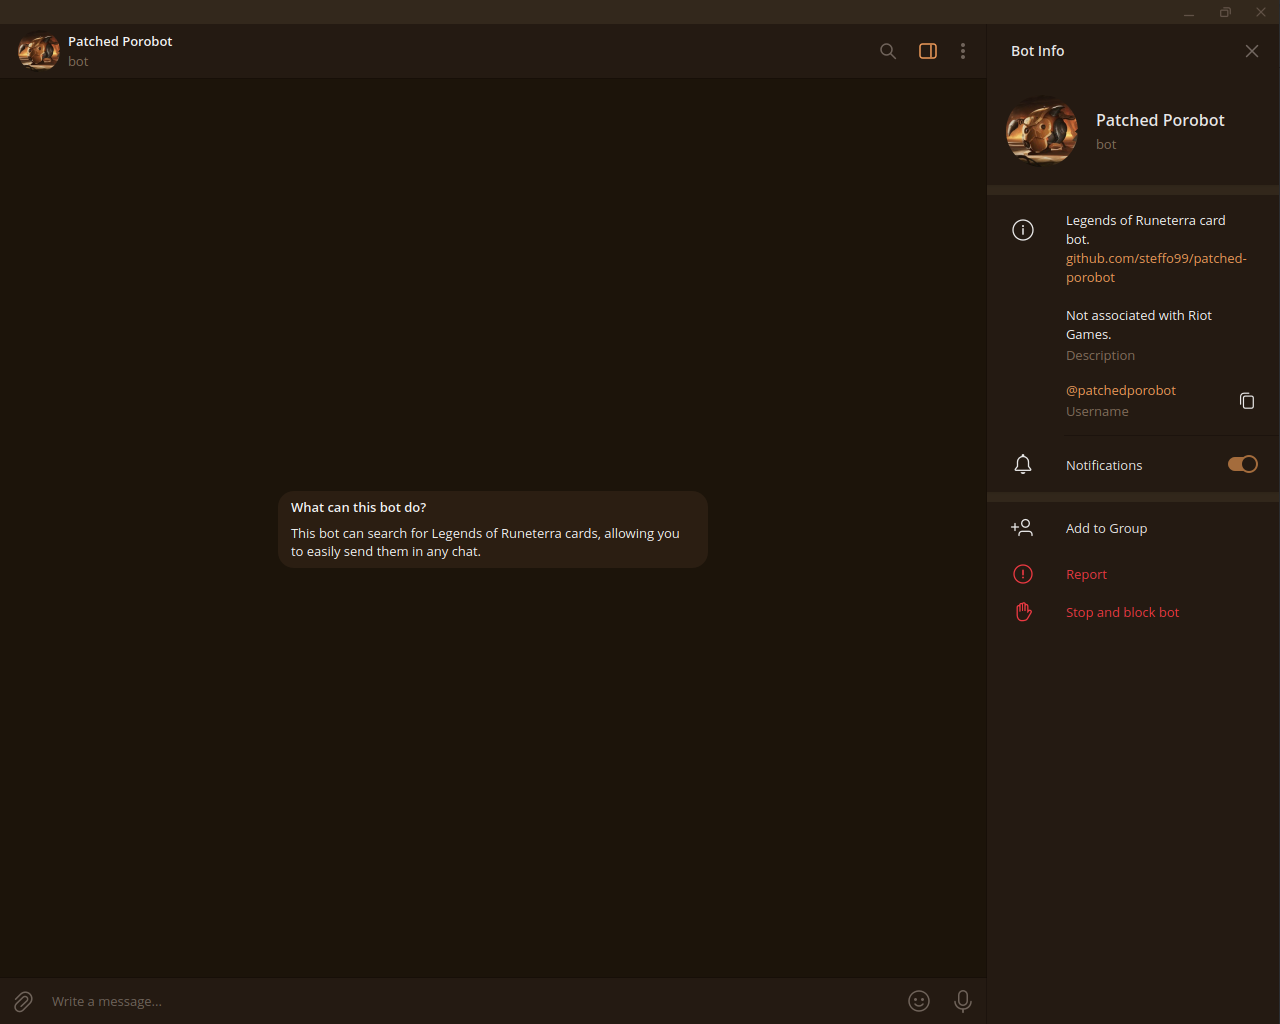 Patched Porobot
bot
What can this bot do?
This bot can search for Legends of Runeterra cards, allowing you
to easily send them in any chat.
Write a message...
Bot Info
Patched Porobot
bot
Legends of Runeterra card
bot.
github.com/steffo99/patched-
porobot
Not associated with Riot
Games.
Description
@patchedporobot
Username
Notifications
Add to Group
Report
Stop and block bot